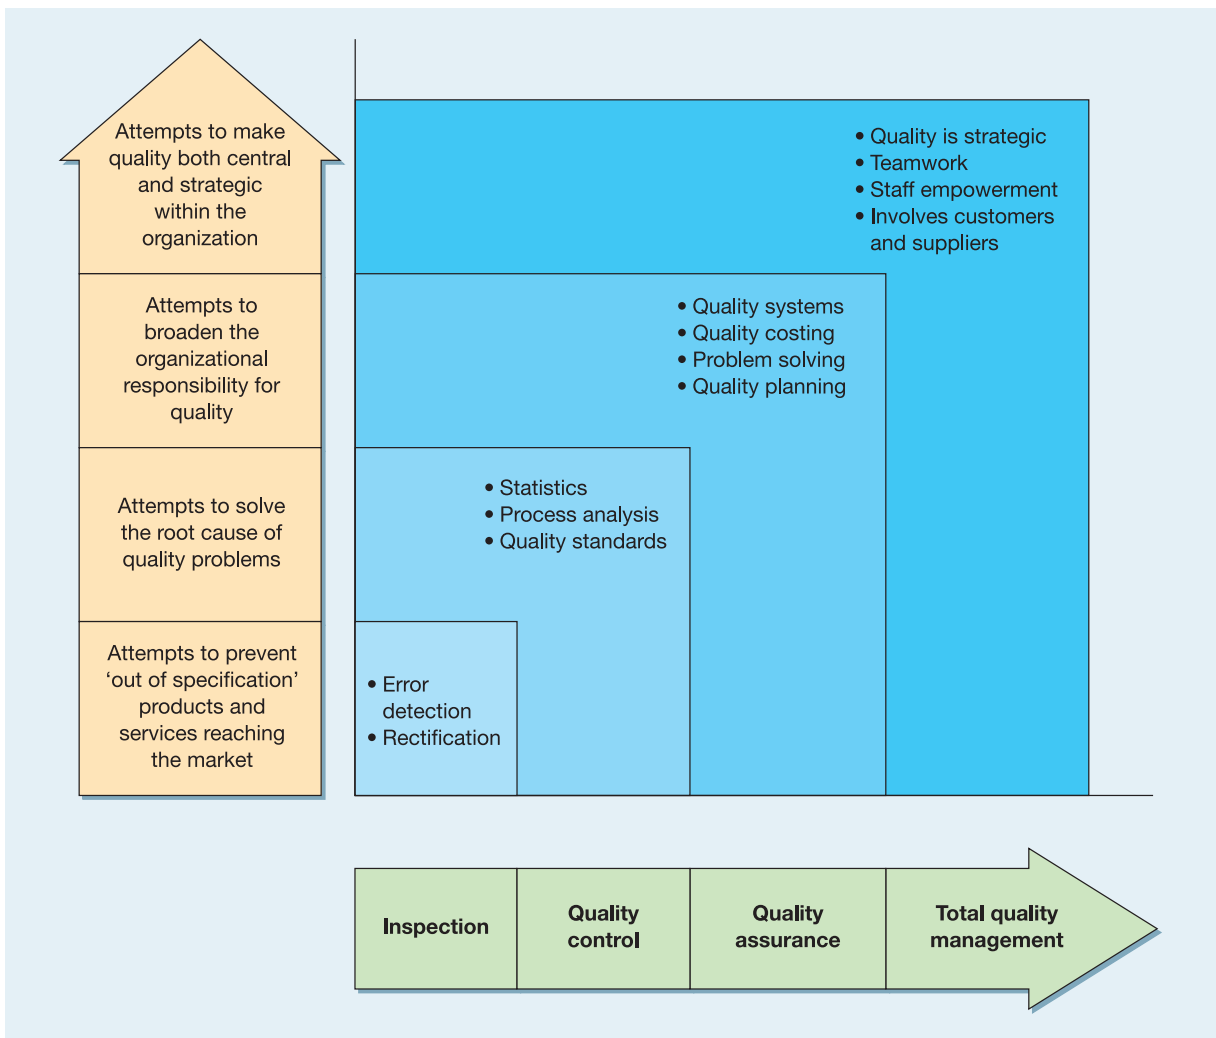 Attempts to make
quality both central
and strategic
within the
organization
Attempts to
broaden the
organizational
responsibility for
quality
Attempts to solve
the root cause of
quality problems
Attempts to prevent
‘out of specification’
products and
services reaching
the market
• Quality is strategic
• Teamwork
• Staff empowerment
• Involves customers
and suppliers
• Quality systems
• Quality costing
• Problem solving
• Quality planning
• Statistics
• Process analysis
• Quality standards
• Error
detection
• Rectification
Inspection
Quality
control
Quality
assurance
Total quality
management